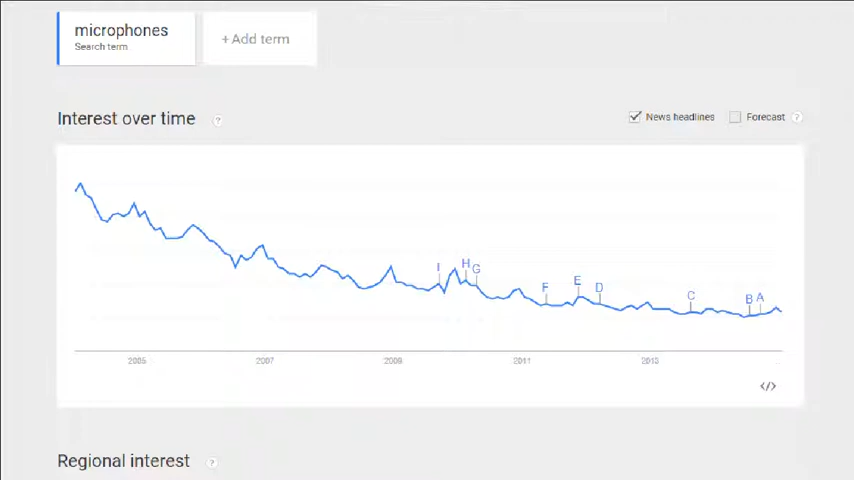 microphones
Search term
+ Add term
Interest over time ?
News headlines
Forecast ?
I H G F E D C B A
2005 2007 2009 2011 2013
</>
Regional interest ?